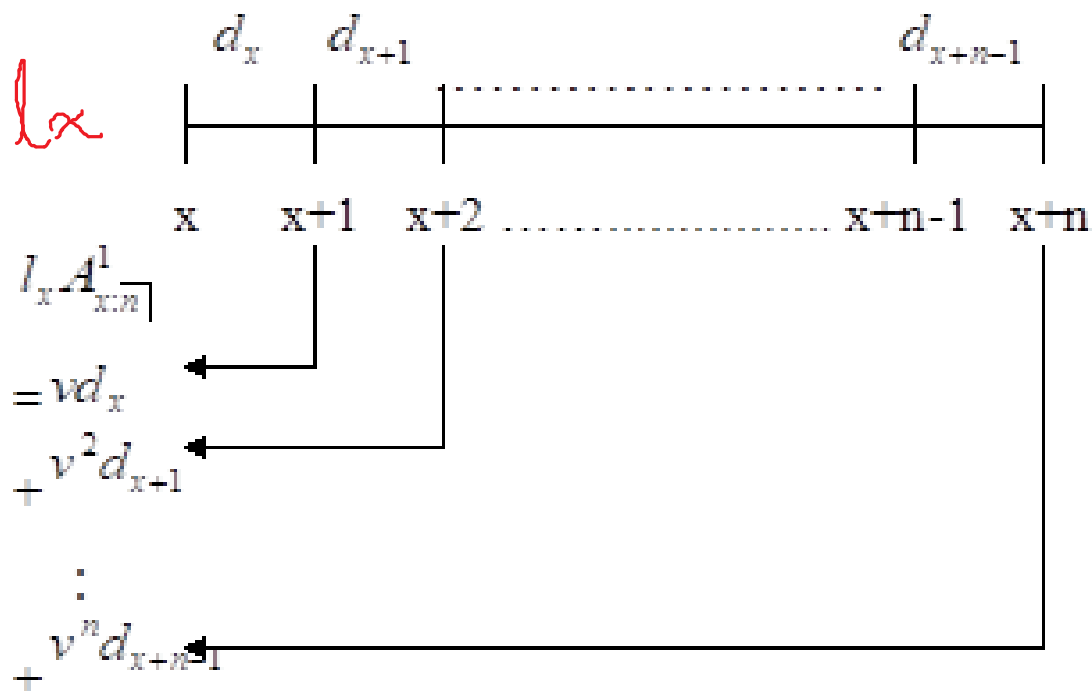 d_x d_{x+1} d_{x+n-1}
lx
x x+1 x+2 ........................ x+n-1 x+n
l_x A^1_{x:n⌉}
= vd_x
+ v^2 d_{x+1}
⋮
+ v^n d_{x+n-1}